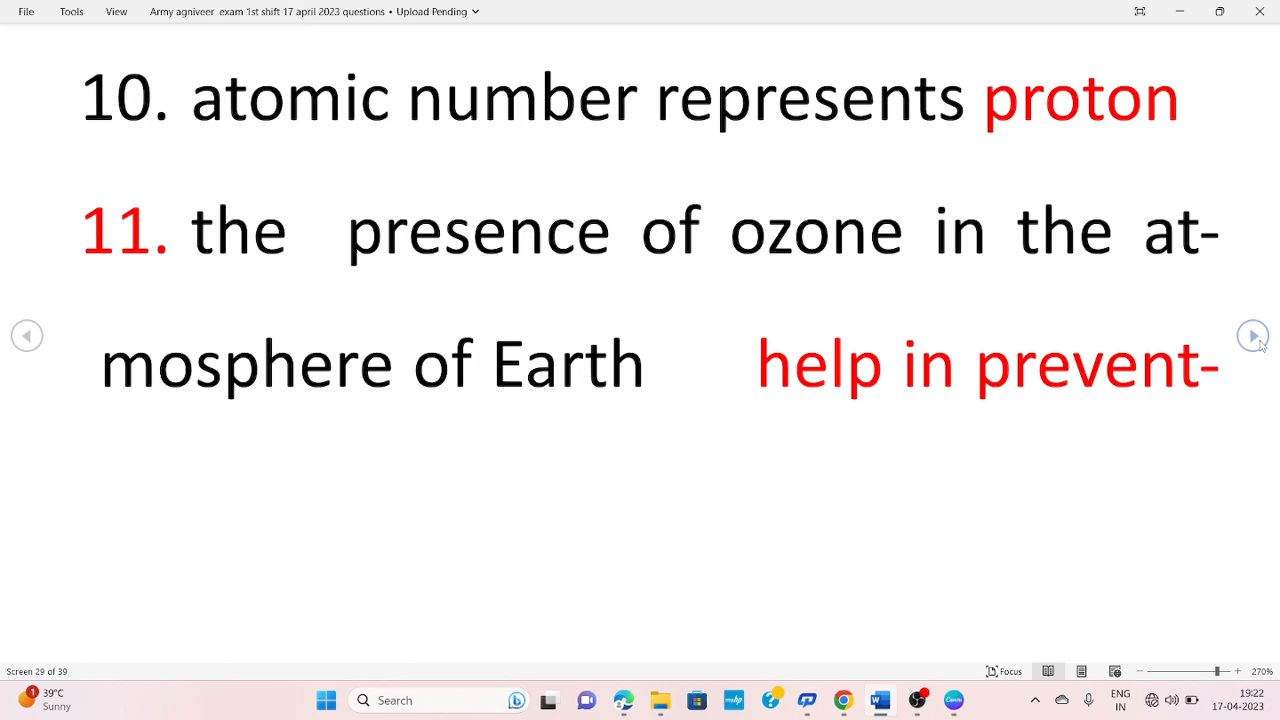 File Tools View Army agniveer exam 1st shift 17 april 2023 questions • Upload Pending
10. atomic number represents proton
11. the presence of ozone in the at-
mosphere of Earth help in prevent-
Screen 29 of 39 Focus 270%
1 39°C Search ENG 19:22
Sunny IN 17-04-2023